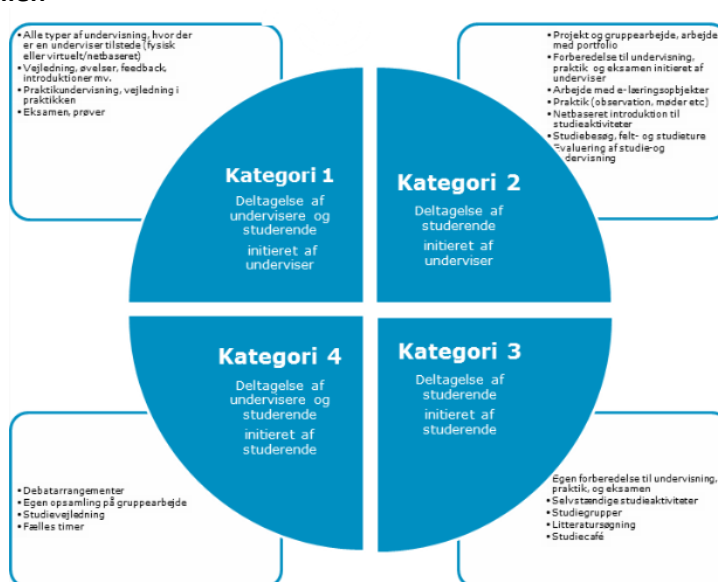 • Alle typer af undervisning, hvor der
er en underviser tilstede (fysisk
eller virtuelt/netbaseret)
• Vejledning, øvelser, feedback,
introduktioner mv.
• Praktikundervisning, vejledning i
praktikken
• Eksamen, prøver
• Projekt og gruppearbejde, arbejde
med portfolio
• Forberedelse til undervisning,
praktik og eksamen initieret af
underviser
• Arbejde med e-læringsobjekter
• Praktik (observation, møder etc)
• Netbaseret introduktion til
studieaktiviteter
• Studiebesøg, felt- og studieture
Evaluering af studie-og
ndervisning
Kategori 1
Deltagelse af
undervisere og
studerende
initieret af
underviser
Kategori 2
Deltagelse af
studerende
initieret af
underviser
Kategori 4
Deltagelse af
undervisere og
studerende
initieret af
studerende
Kategori 3
Deltagelse af
studerende
initieret af
studerende
• Debatarrangementer
• Egen opsamling på gruppearbejde
• Studievejledning
• Fælles timer
Egen forberedelse til undervisning,
praktik, og eksamen
• Selvstændige studieaktiviteter
• Studiegrupper
• Litteratursøgning
• Studiecafé